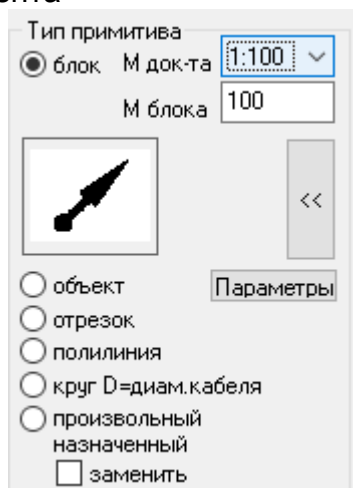 Тип примитива
блок М док-та 1:100
М блока 100
<<
объект Параметры
отрезок
полилиния
круг D=диам.кабеля
произвольный
назначенный
заменить